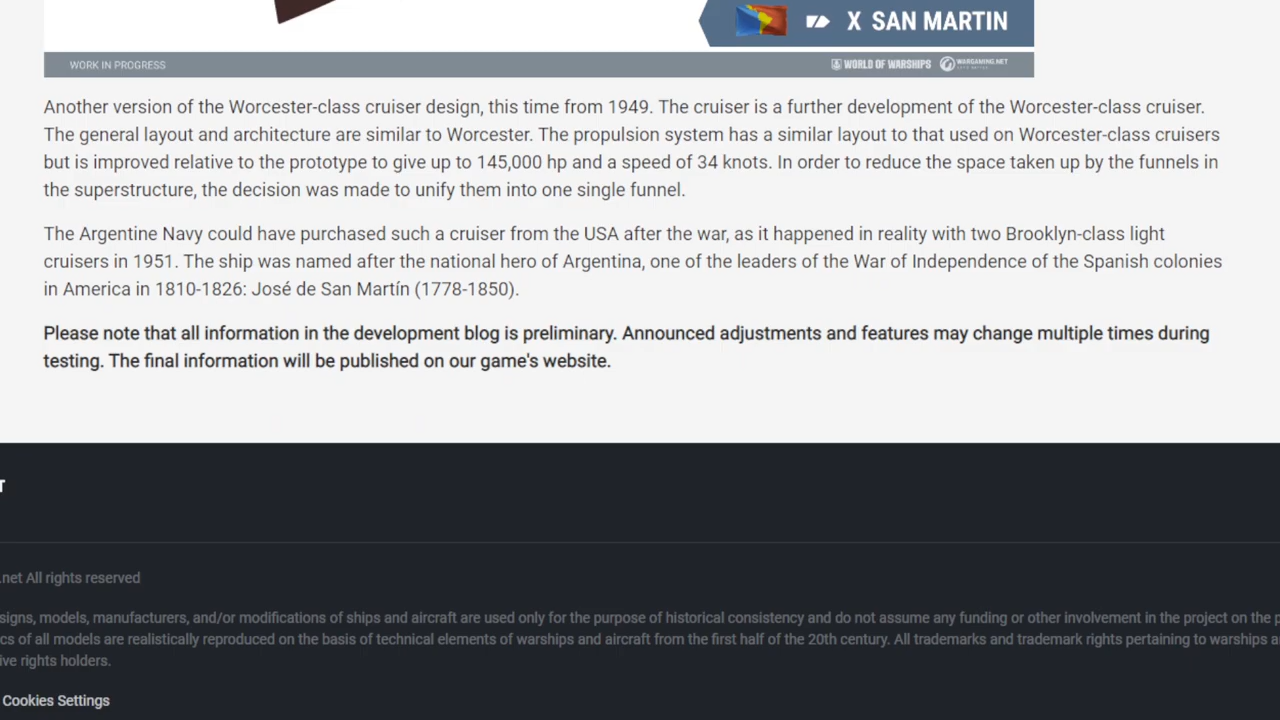 X SAN MARTIN
WORK IN PROGRESS
WORLD OF WARSHIPS
WARGAMING.NET
Another version of the Worcester-class cruiser design, this time from 1949. The cruiser is a further development of the Worcester-class cruiser.
The general layout and architecture are similar to Worcester. The propulsion system has a similar layout to that used on Worcester-class cruisers
but is improved relative to the prototype to give up to 145,000 hp and a speed of 34 knots. In order to reduce the space taken up by the funnels in
the superstructure, the decision was made to unify them into one single funnel.
The Argentine Navy could have purchased such a cruiser from the USA after the war, as it happened in reality with two Brooklyn-class light
cruisers in 1951. The ship was named after the national hero of Argentina, one of the leaders of the War of Independence of the Spanish colonies
in America in 1810-1826: José de San Martín (1778-1850).
Please note that all information in the development blog is preliminary. Announced adjustments and features may change multiple times during
testing. The final information will be published on our game's website.
T
.net All rights reserved
signs, models, manufacturers, and/or modifications of ships and aircraft are used only for the purpose of historical consistency and do not assume any funding or other involvement in the project on the p
cs of all models are realistically reproduced on the basis of technical elements of warships and aircraft from the first half of the 20th century. All trademarks and trademark rights pertaining to warships a
ive rights holders.
Cookies Settings